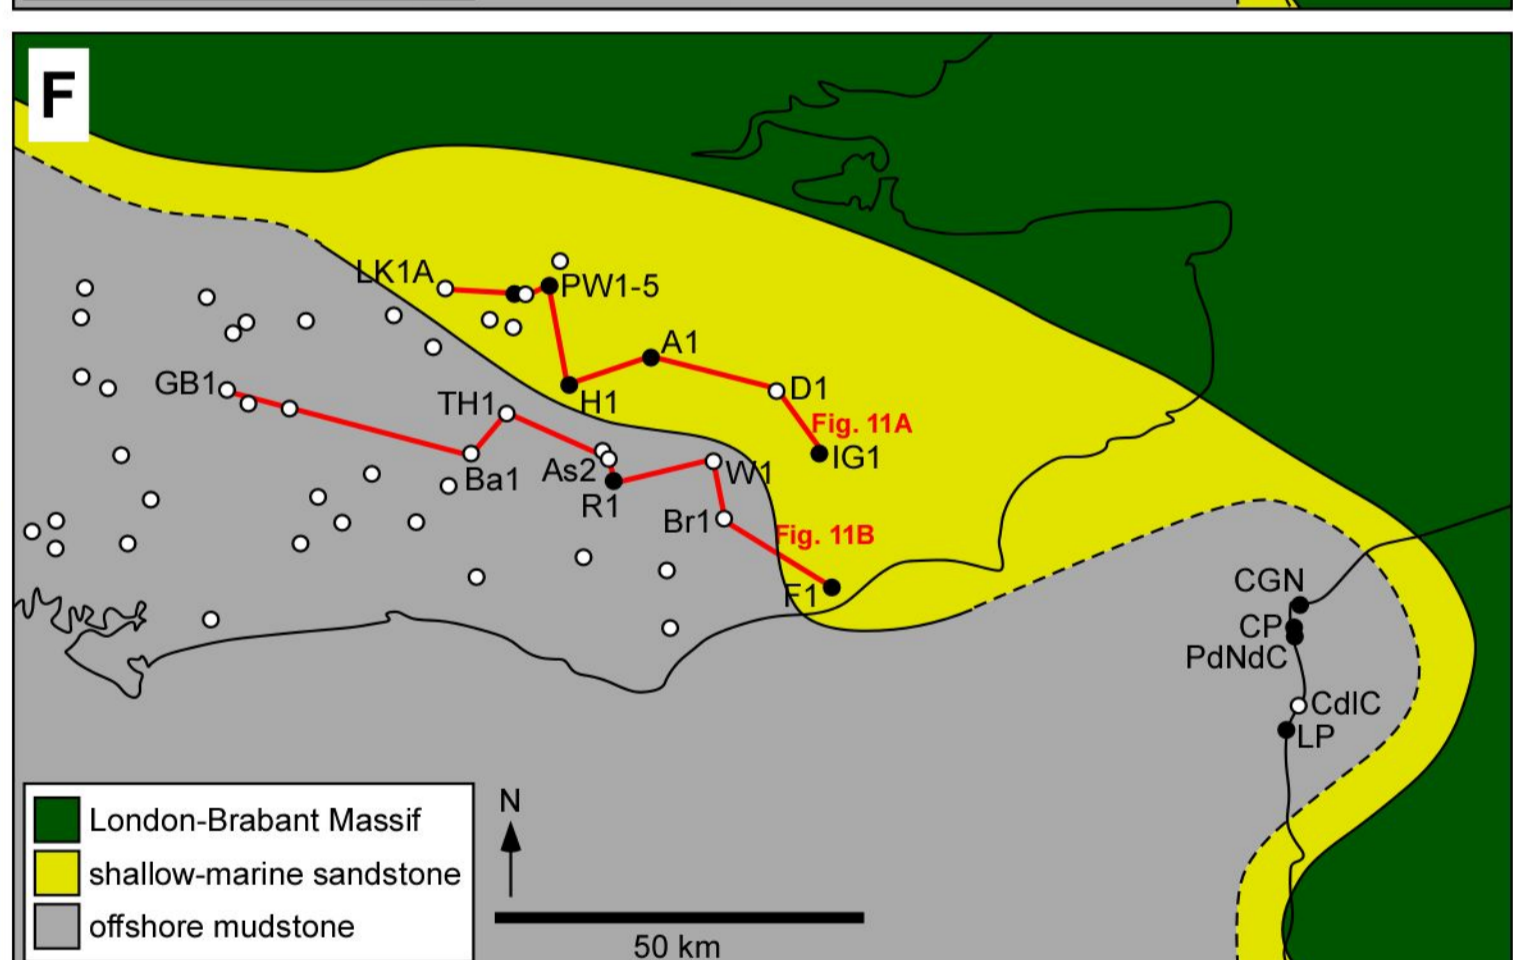 F
LK1A
PW1-5
A1
GB1
D1
TH1
H1
Fig. 11A
IG1
Ba1
As2
W1
R1
Br1
Fig. 11B
F1
CGN
CP
PdNdC
CdlC
LP
London-Brabant Massif
shallow-marine sandstone
offshore mudstone
N
50 km